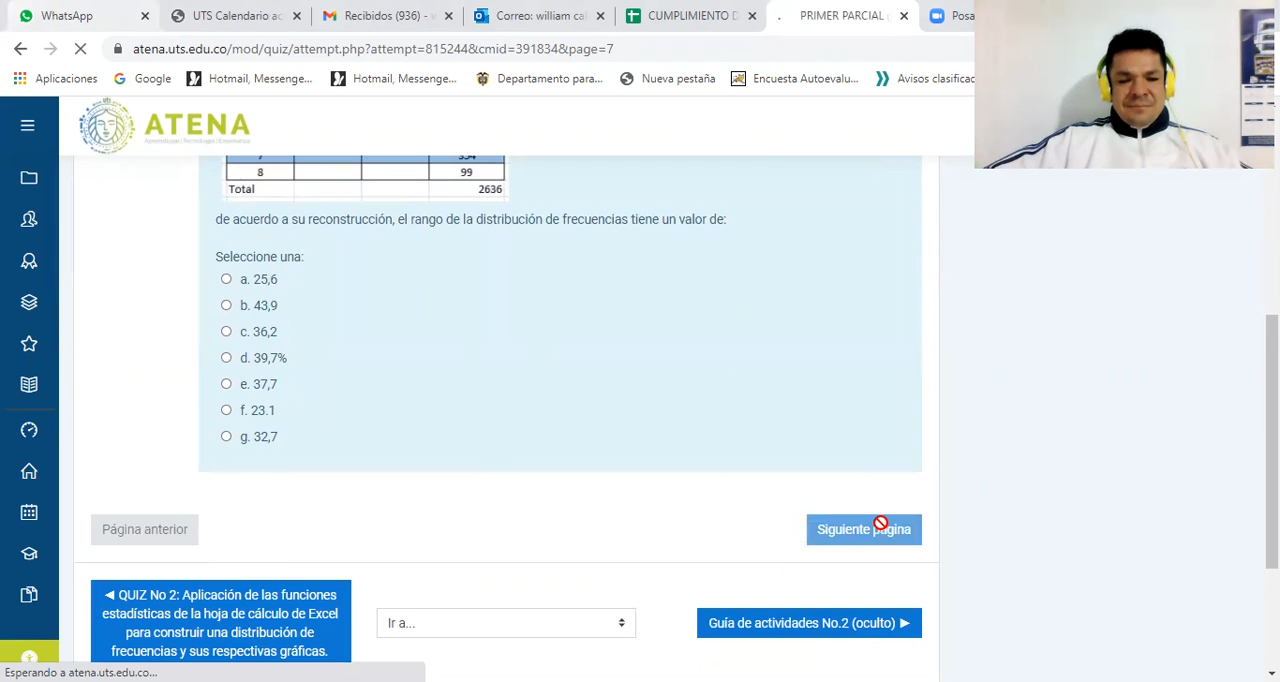 WhatsApp
UTS Calendario ac
Recibidos (936) -
Correo: william ca
CUMPLIMIENTO D
PRIMER PARCIAL
Posa
atena.uts.edu.co/mod/quiz/attempt.php?attempt=815244&cmid=391834&page=7
Aplicaciones
Google
Hotmail, Messenge...
Hotmail, Messenge...
Departamento para...
Nueva pestaña
Encuesta Autoevalu...
Avisos clasificad
ATENA
8 99
Total 2636
de acuerdo a su reconstrucción, el rango de la distribución de frecuencias tiene un valor de:
Seleccione una:
a. 25,6
b. 43,9
c. 36,2
d. 39,7%
e. 37,7
f. 23.1
g. 32,7
Página anterior
Siguiente página
◄ QUIZ No 2: Aplicación de las funciones
estadísticas de la hoja de cálculo de Excel
para construir una distribución de
frecuencias y sus respectivas gráficas.
Ir a...
Guía de actividades No.2 (oculto) ►
Esperando a atena.uts.edu.co...